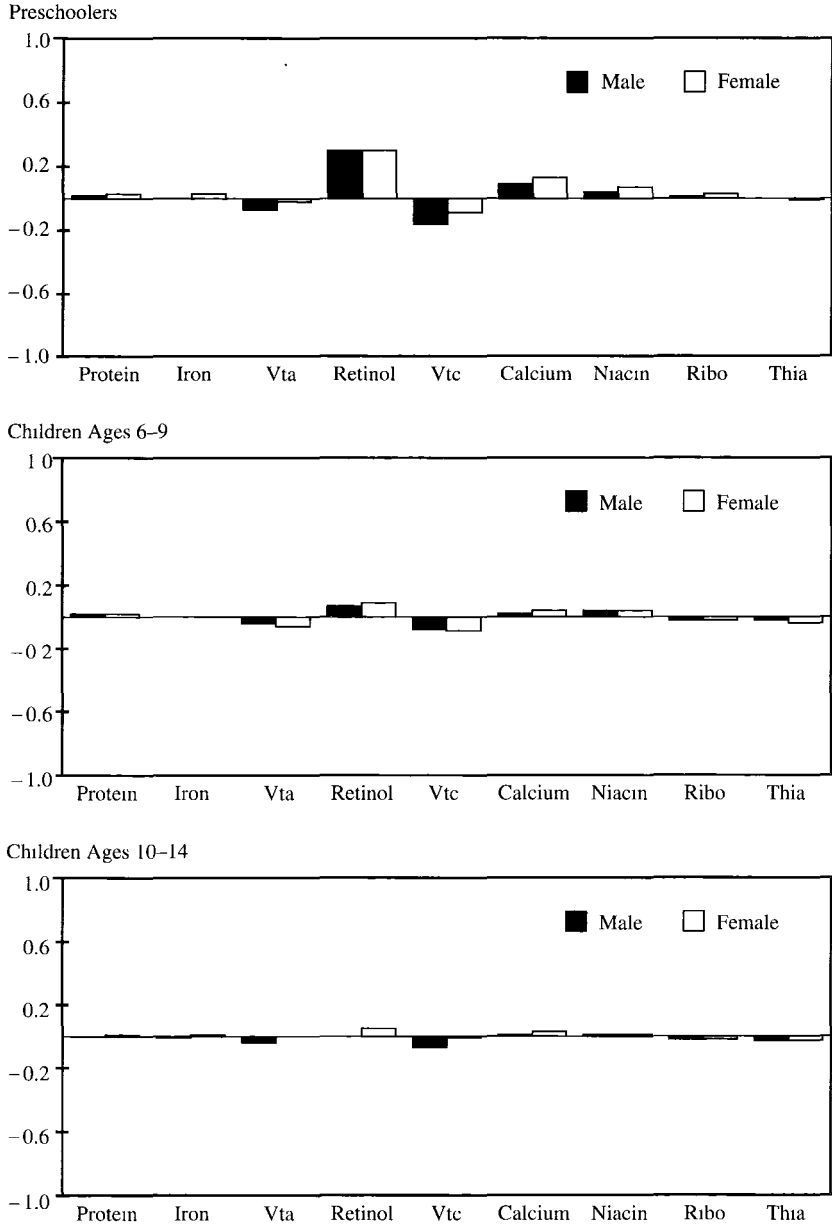 Preschoolers
1.0
Male Female
0.6
0.2
−0.2
−0.6
−1.0
Protein Iron Vta Retinol Vtc Calcium Niacin Ribo Thia
Children Ages 6–9
1 0
Male Female
0.6
0.2
−0.2
−0.6
−1.0
Protein Iron Vta Retinol Vtc Calcium Niacin Ribo Thia
Children Ages 10–14
1.0
Male Female
0.6
0.2
−0.2
−0.6
−1.0
Protein Iron Vta Retinol Vtc Calcium Niacin Ribo Thia